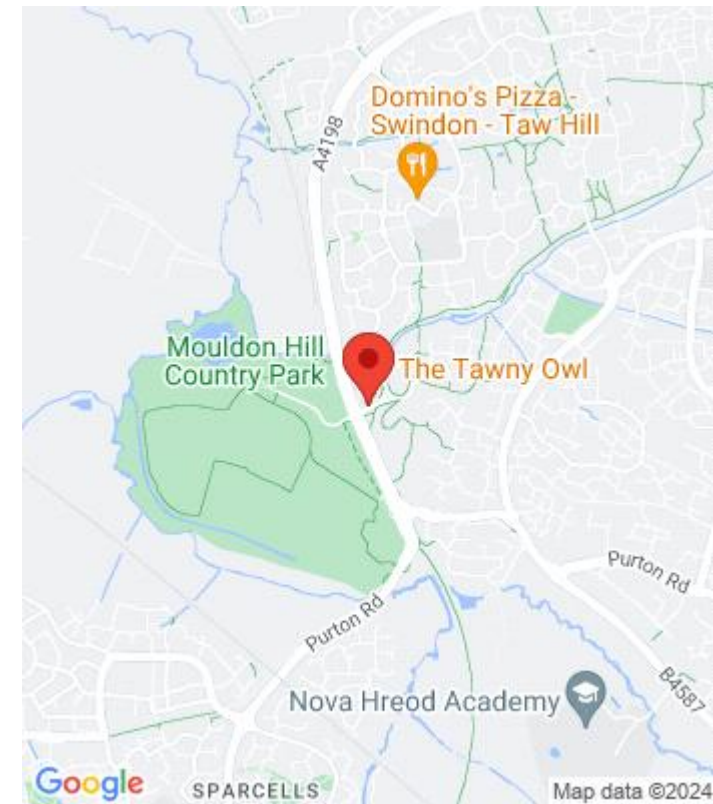 Domino's Pizza -
Swindon - Taw Hill
A4198
Mouldon Hill
Country Park
The Tawny Owl
Purton Rd
Purton Rd
B4587
Nova Hreod Academy
Google
SPARCELLS
Map data ©2024